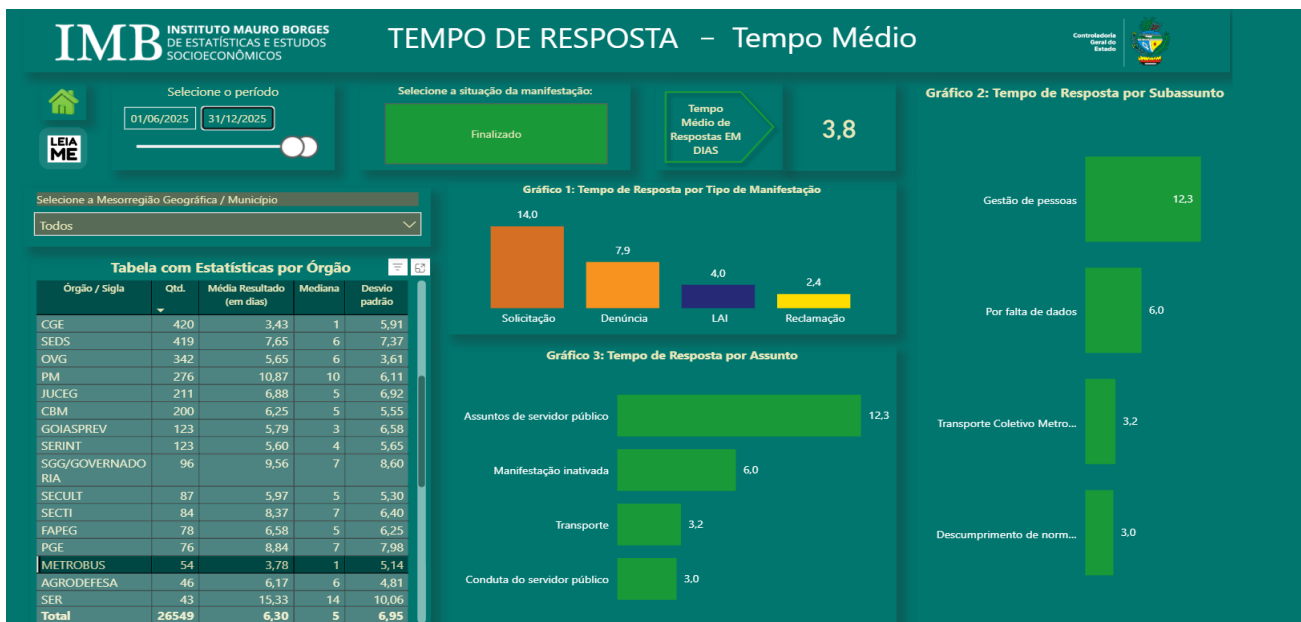 IMB INSTITUTO MAURO BORGES
DE ESTATÍSTICAS E ESTUDOS
SOCIOECONÔMICOS
TEMPO DE RESPOSTA – Tempo Médio
Controladoria
Geral do
Estado
LEIA
ME
Selecione o período
01/06/2025 31/12/2025
Selecione a situação da manifestação:
Finalizado
Tempo
Médio de
Respostas EM
DIAS
3,8
Selecione a Mesorregião Geográfica / Município
Todos
Tabela com Estatísticas por Órgão
Órgão / Sigla Qtd. Média Resultado (em dias) Mediana Desvio padrão
CGE 420 3,43 1 5,91
SEDS 419 7,65 6 7,37
OVG 342 5,65 6 3,61
PM 276 10,87 10 6,11
JUCEG 211 6,88 5 6,92
CBM 200 6,25 5 5,55
GOIASPREV 123 5,79 3 6,58
SERINT 123 5,60 4 5,65
SGG/GOVERNADO
RIA 96 9,56 7 8,60
SECULT 87 5,97 5 5,30
SECTI 84 8,37 7 6,40
FAPEG 78 6,58 5 6,25
PGE 76 8,84 7 7,98
METROBUS 54 3,78 1 5,14
AGRODEFESA 46 6,17 6 4,81
SER 43 15,33 14 10,06
Total 26549 6,30 5 6,95
Gráfico 1: Tempo de Resposta por Tipo de Manifestação
14,0
7,9
4,0
2,4
Solicitação Denúncia LAI Reclamação
Gráfico 3: Tempo de Resposta por Assunto
Assuntos de servidor público 12,3
Manifestação inativada 6,0
Transporte 3,2
Conduta do servidor público 3,0
Gráfico 2: Tempo de Resposta por Subassunto
Gestão de pessoas 12,3
Por falta de dados 6,0
Transporte Coletivo Metro... 3,2
Descumprimento de norm... 3,0